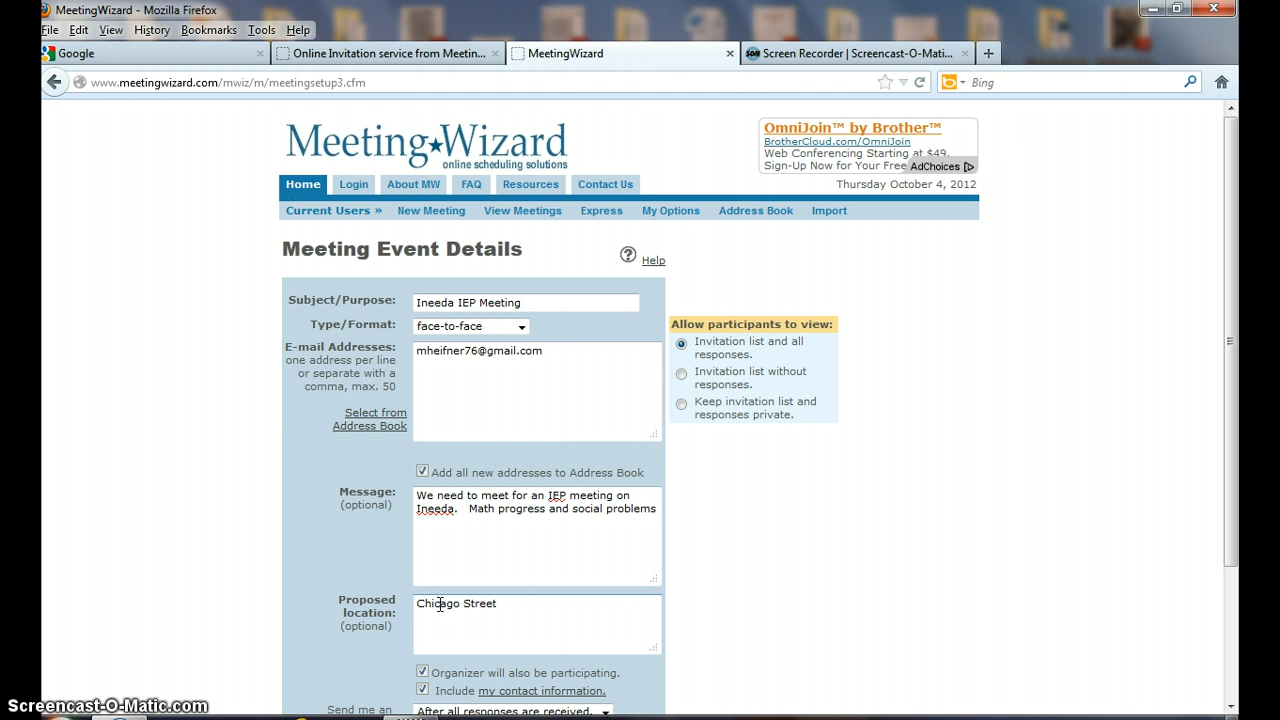 MeetingWizard - Mozilla Firefox
File Edit View History Bookmarks Tools Help
Google × Online Invitation service from Meetin... × MeetingWizard × Screen Recorder | Screencast-O-Mati... × +
www.meetingwizard.com/mwiz/m/meetingsetup3.cfm Bing
Meeting★Wizard
online scheduling solutions
OmniJoin™ by Brother™
BrotherCloud.com/OmniJoin
Web Conferencing Starting at $49.
Sign-Up Now for Your Free
AdChoices
Home Login About MW FAQ Resources Contact Us Thursday October 4, 2012
Current Users » New Meeting View Meetings Express My Options Address Book Import
Meeting Event Details
? Help
Subject/Purpose: Ineeda IEP Meeting
Type/Format: face-to-face
E-mail Addresses: mheifner76@gmail.com
one address per line
or separate with a
comma, max. 50
Select from
Address Book
Allow participants to view:
Invitation list and all
responses.
Invitation list without
responses.
Keep invitation list and
responses private.
Add all new addresses to Address Book
Message:
(optional)
We need to meet for an IEP meeting on
Ineeda. Math progress and social problems
Proposed
location:
(optional)
Chicago Street
Organizer will also be participating.
Include my contact information.
Send me an After all responses are received.
Screencast-O-Matic.com